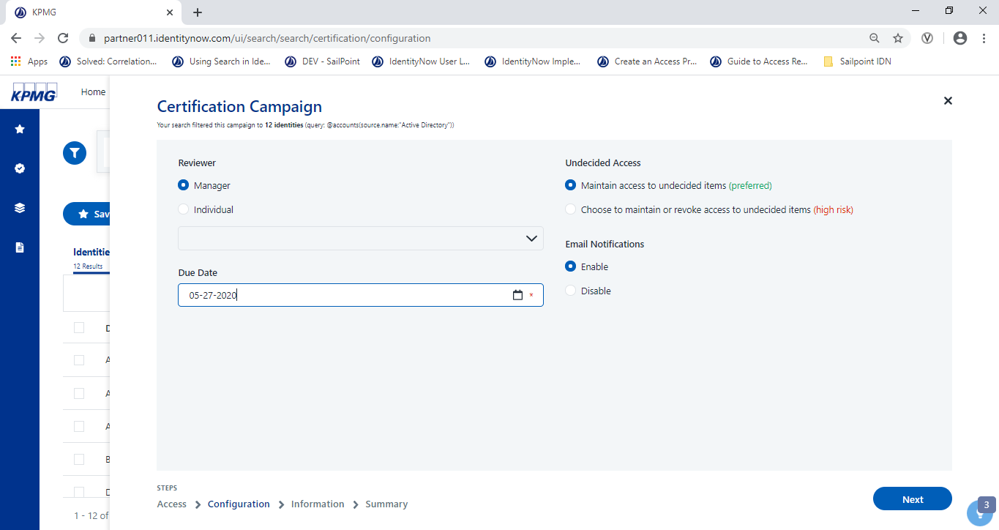 KPMG
partner011.identitynow.com/ui/search/search/certification/configuration
Apps Solved: Correlation... Using Search in Ide... DEV - SailPoint IdentityNow User L... IdentityNow Imple... Create an Access Pr... Guide to Access Re... Sailpoint IDN
KPMG Home
Certification Campaign
Your search filtered this campaign to 12 identities (query: @accounts(source.name:"Active Directory"))
Reviewer
Manager
Individual
Due Date
05-27-2020 *
Undecided Access
Maintain access to undecided items (preferred)
Choose to maintain or revoke access to undecided items (high risk)
Email Notifications
Enable
Disable
Sav
Identitie
12 Results
D
A
A
A
B
D
1 - 12 of
STEPS
Access > Configuration > Information > Summary
Next
3